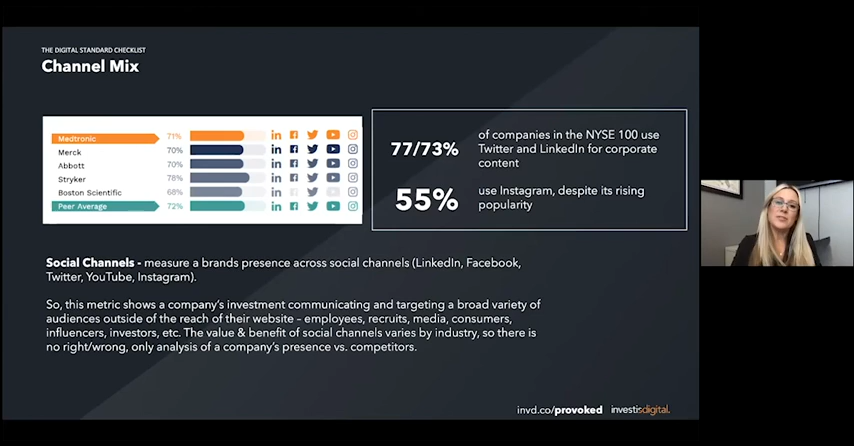 THE DIGITAL STANDARD CHECKLIST
Channel Mix
Medtronic 71%
Merck 70%
Abbott 70%
Stryker 78%
Boston Scientific 68%
Peer Average 72%
77/73%
of companies in the NYSE 100 use
Twitter and LinkedIn for corporate
content
55%
use Instagram, despite its rising
popularity
Social Channels - measure a brands presence across social channels (LinkedIn, Facebook,
Twitter, YouTube, Instagram).
So, this metric shows a company's investment communicating and targeting a broad variety of
audiences outside of the reach of their website – employees, recruits, media, consumers,
influencers, investors, etc. The value & benefit of social channels varies by industry, so there is
no right/wrong, only analysis of a company's presence vs. competitors.
invd.co/provoked investisdigital.